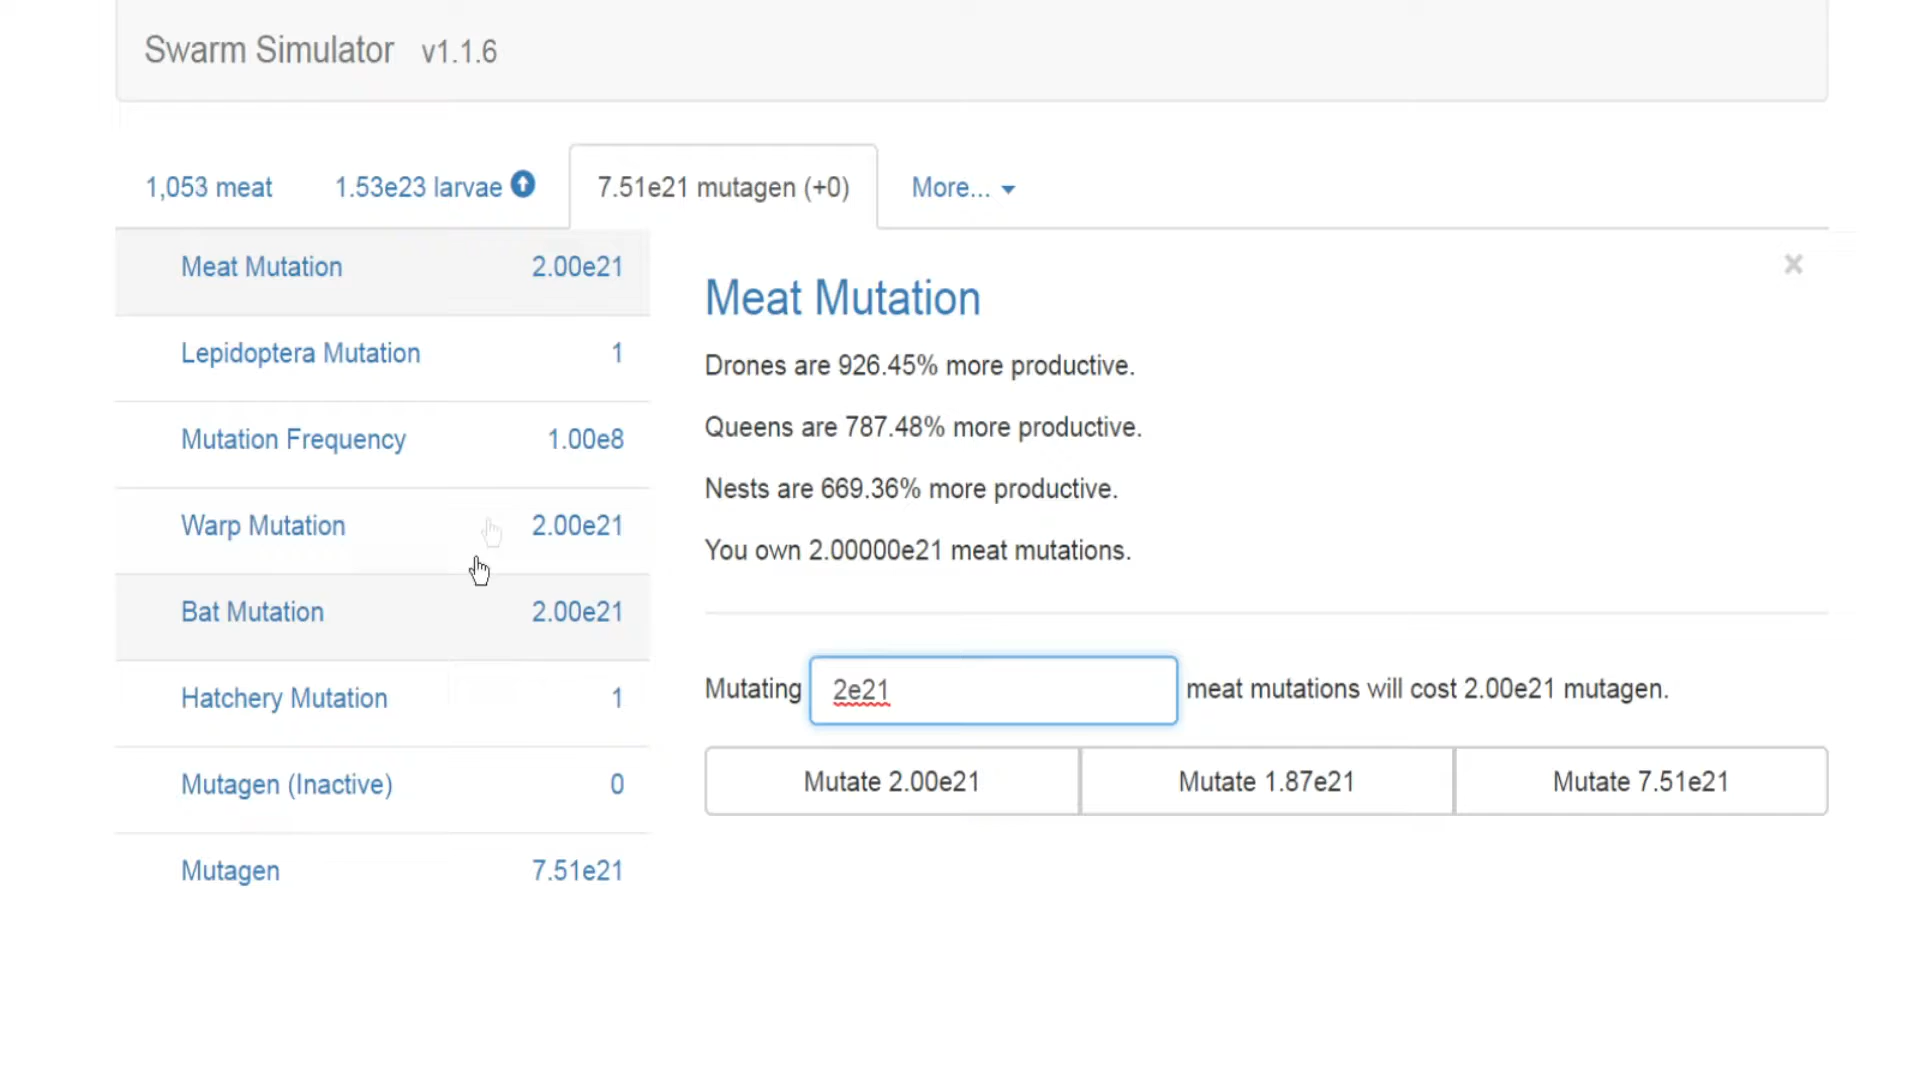 Swarm Simulator v1.1.6
1,053 meat 1.53e23 larvae 7.51e21 mutagen (+0) More...
Meat Mutation 2.00e21
Lepidoptera Mutation 1
Mutation Frequency 1.00e8
Warp Mutation 2.00e21
Bat Mutation 2.00e21
Hatchery Mutation 1
Mutagen (Inactive) 0
Mutagen 7.51e21
×
Meat Mutation
Drones are 926.45% more productive.
Queens are 787.48% more productive.
Nests are 669.36% more productive.
You own 2.00000e21 meat mutations.
Mutating 2e21 meat mutations will cost 2.00e21 mutagen.
Mutate 2.00e21 Mutate 1.87e21 Mutate 7.51e21